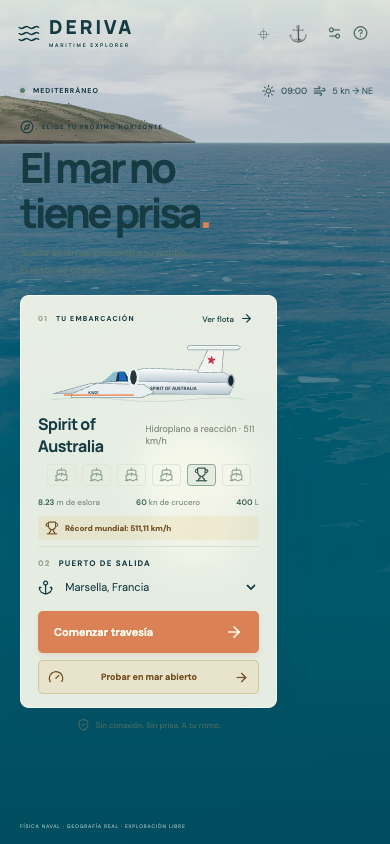 DERIVA
MARITIME EXPLORER
MEDITERRÁNEO
09:00
5 kn → NE
ELIGE TU PRÓXIMO HORIZONTE
El mar no
tiene prisa.
01 TU EMBARCACIÓN
Ver flota →
SPIRIT OF AUSTRALIA
Spirit of
Australia
Hidroplano a reacción · 511
km/h
8.23 m de eslora
60 kn de crucero
400 L
Récord mundial: 511,11 km/h
02 PUERTO DE SALIDA
Marsella, Francia
Comenzar travesía →
Probar en mar abierto →
Sin conexión. Sin prisa. A tu ritmo.
FÍSICA NAVAL · GEOGRAFÍA REAL · EXPLORACIÓN LIBRE